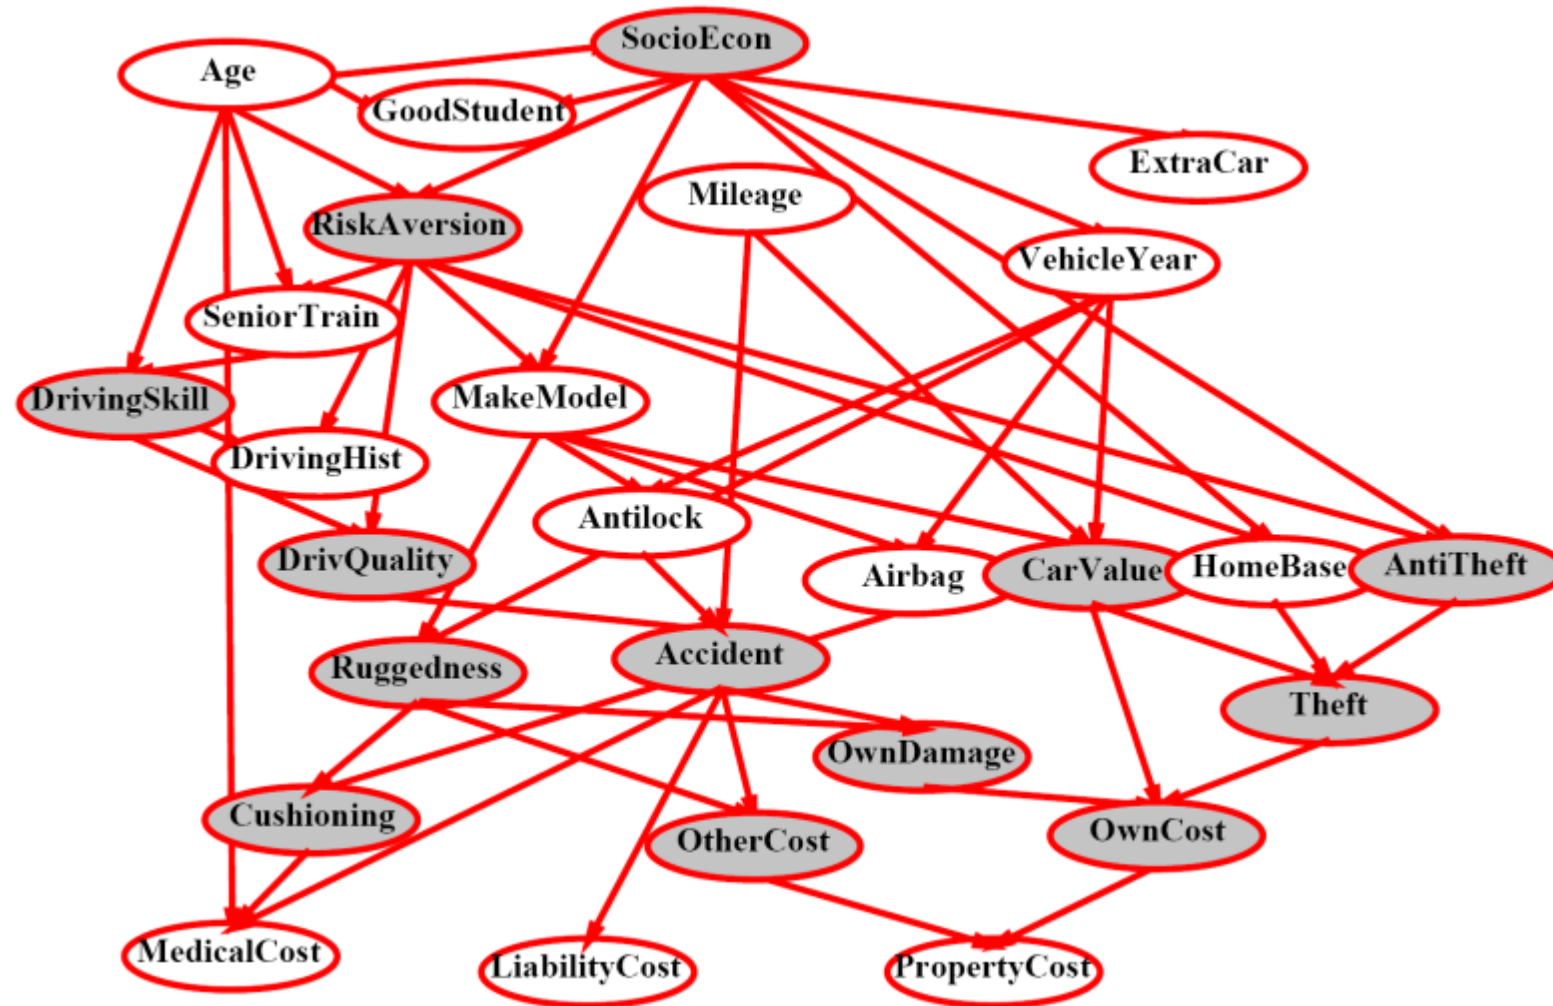 SocioEcon
Age
GoodStudent
ExtraCar
Mileage
RiskAversion
VehicleYear
SeniorTrain
DrivingSkill
MakeModel
DrivingHist
Antilock
DrivQuality
Airbag
CarValue
HomeBase
AntiTheft
Ruggedness
Accident
Theft
OwnDamage
Cushioning
OtherCost
OwnCost
MedicalCost
LiabilityCost
PropertyCost